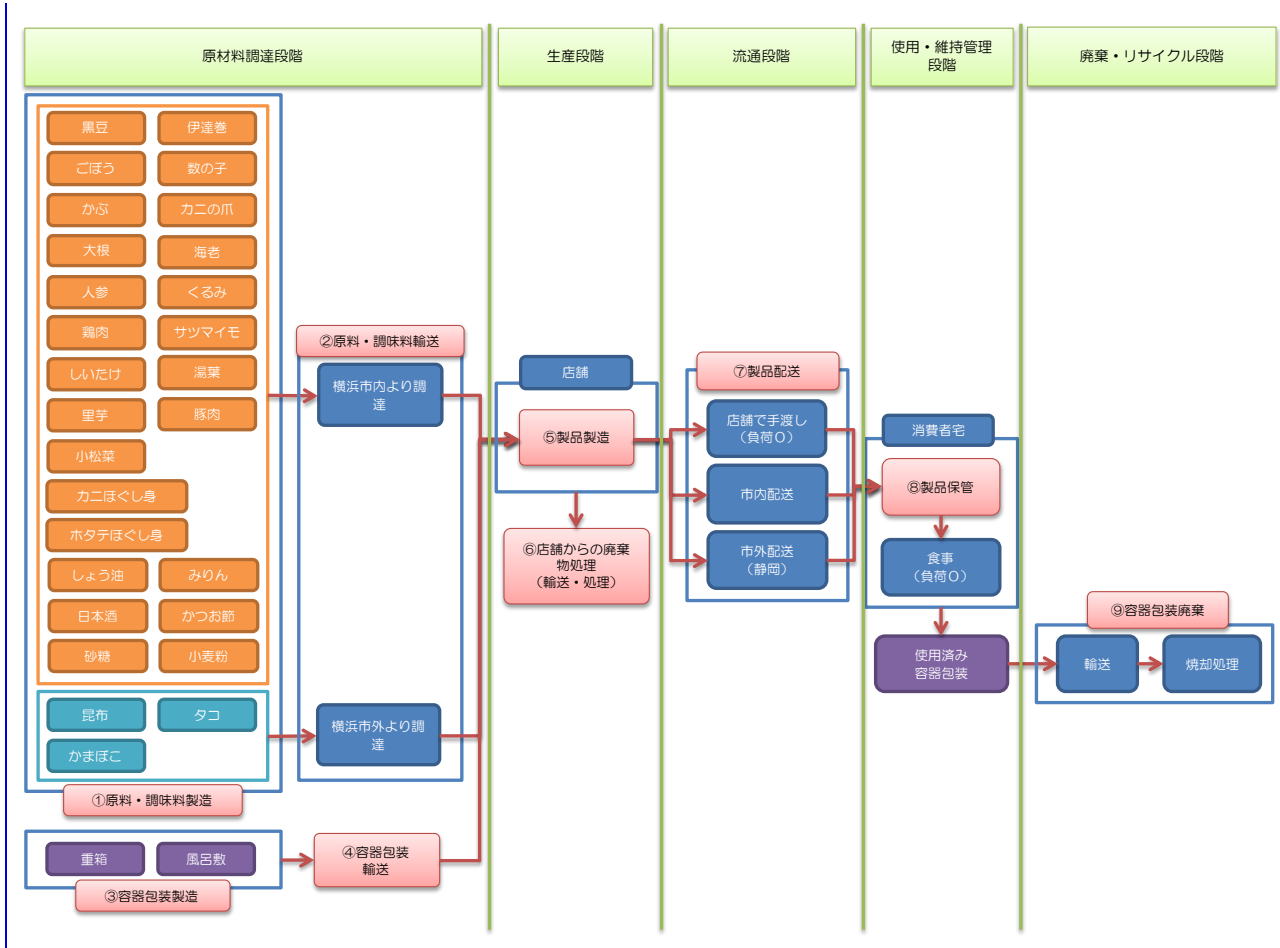 原材料調達段階
生産段階
流通段階
使用・維持管理
段階
廃棄・リサイクル段階
黒豆
伊達巻
ごぼう
数の子
かぶ
カニの爪
大根
海老
人参
くるみ
鶏肉
サツマイモ
しいたけ
湯葉
里芋
豚肉
小松菜
カニほぐし身
ホタテほぐし身
しょう油
みりん
日本酒
かつお節
砂糖
小麦粉
昆布
タコ
かまぼこ
①原料・調味料製造
②原料・調味料輸送
横浜市内より調
達
横浜市外より調
達
重箱
風呂敷
③容器包装製造
④容器包装
輸送
店舗
⑤製品製造
⑥店舗からの廃棄
物処理
(輸送・処理)
⑦製品配送
店舗で手渡し
(負荷0)
市内配送
市外配送
(静岡)
消費者宅
⑧製品保管
食事
(負荷0)
使用済み
容器包装
⑨容器包装廃棄
輸送
焼却処理